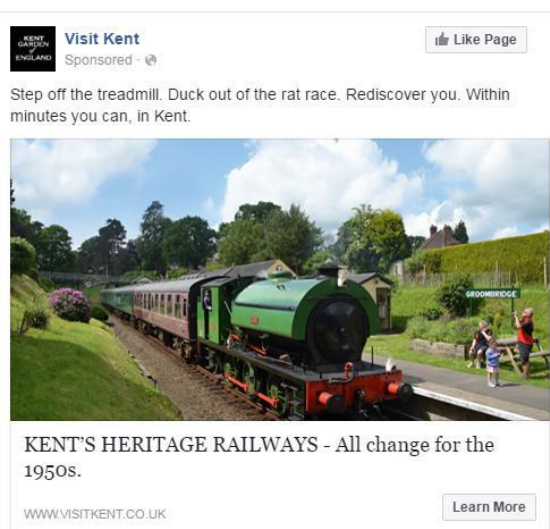 KENT
GARDEN
of
ENGLAND
Visit Kent
Sponsored ·
Like Page
Step off the treadmill. Duck out of the rat race. Rediscover you. Within
minutes you can, in Kent.
GROOMBRIDGE
KENT'S HERITAGE RAILWAYS - All change for the
1950s.
WWW.VISITKENT.CO.UK
Learn More